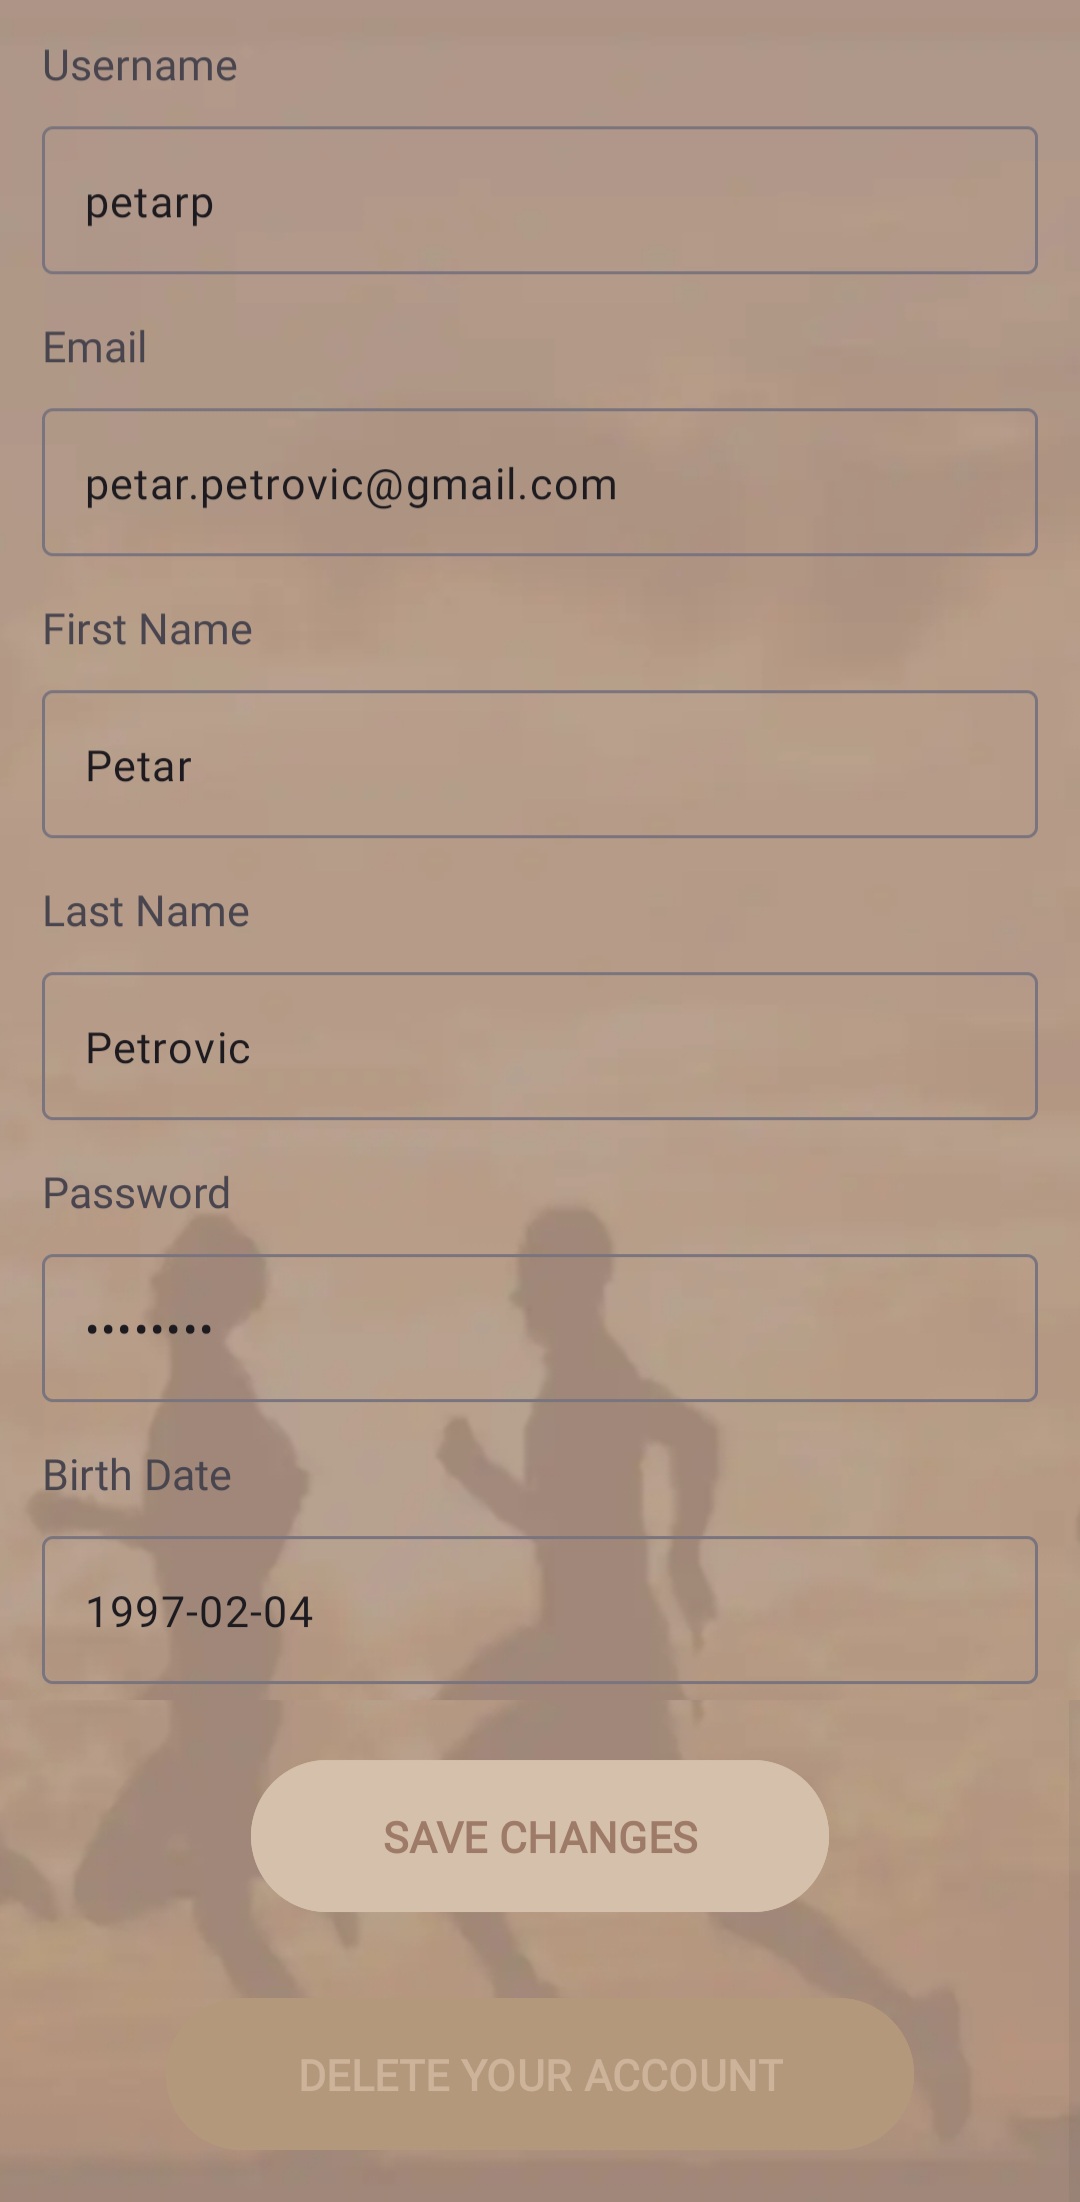 Username
petarp
Email
petar.petrovic@gmail.com
First Name
Petar
Last Name
Petrovic
Password
••••••••
Birth Date
1997-02-04
SAVE CHANGES
DELETE YOUR ACCOUNT